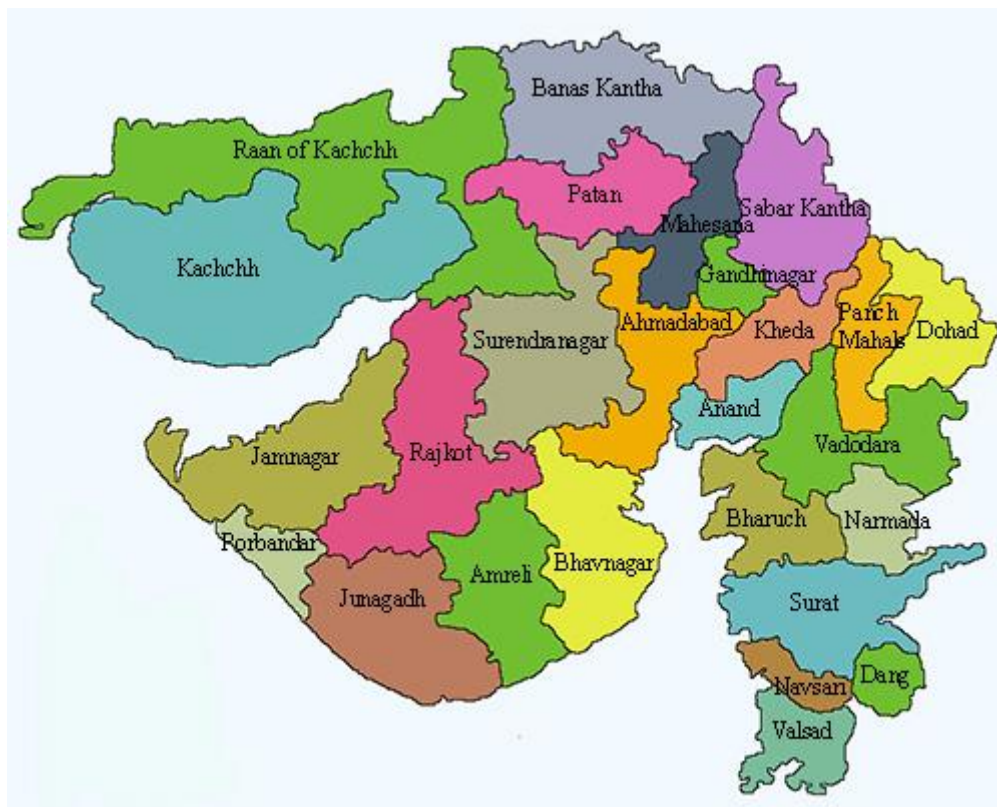 Banas Kantha
Raan of Kachchh
Patan
Sabar Kantha
Mahesana
Kachchh
Gandhinagar
Ahmadabad
Kheda
Panch
Mahals
Dohad
Surendranagar
Anand
Vadodara
Jamnagar
Rajkot
Bharuch
Narmada
Porbandar
Bhavnagar
Amreli
Junagadh
Surat
Dang
Navsari
Valsad